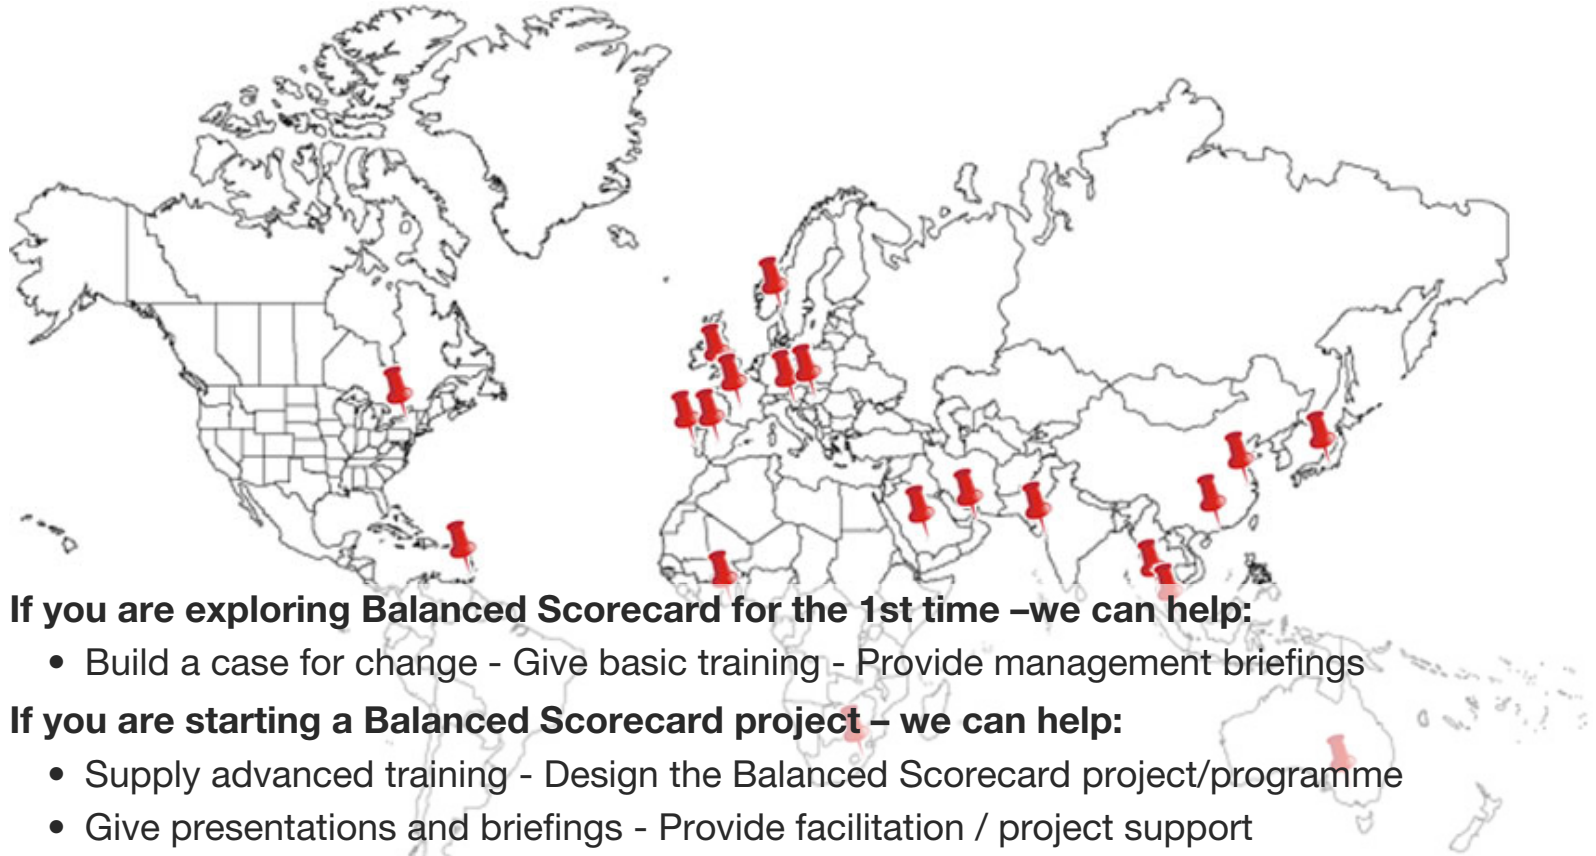 If you are exploring Balanced Scorecard for the 1st time –we can help:
• Build a case for change - Give basic training - Provide management briefings
If you are starting a Balanced Scorecard project – we can help:
• Supply advanced training - Design the Balanced Scorecard project/programme
• Give presentations and briefings - Provide facilitation / project support